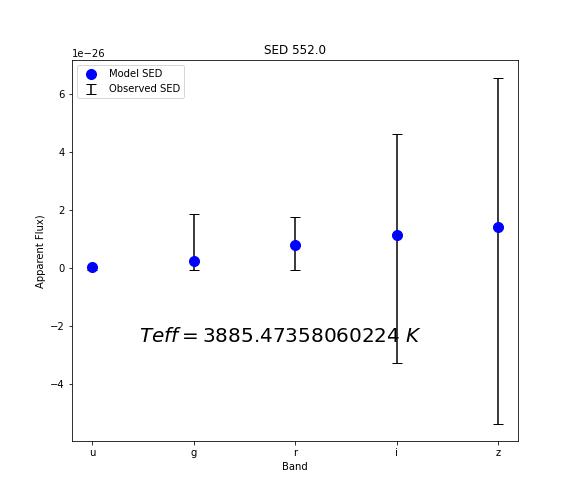 SED 552.0
1e−26
Model SED
Observed SED
6
4
2
0
−2
−4
Apparent Flux)
Teff = 3885.47358060224 K
u g r i z
Band